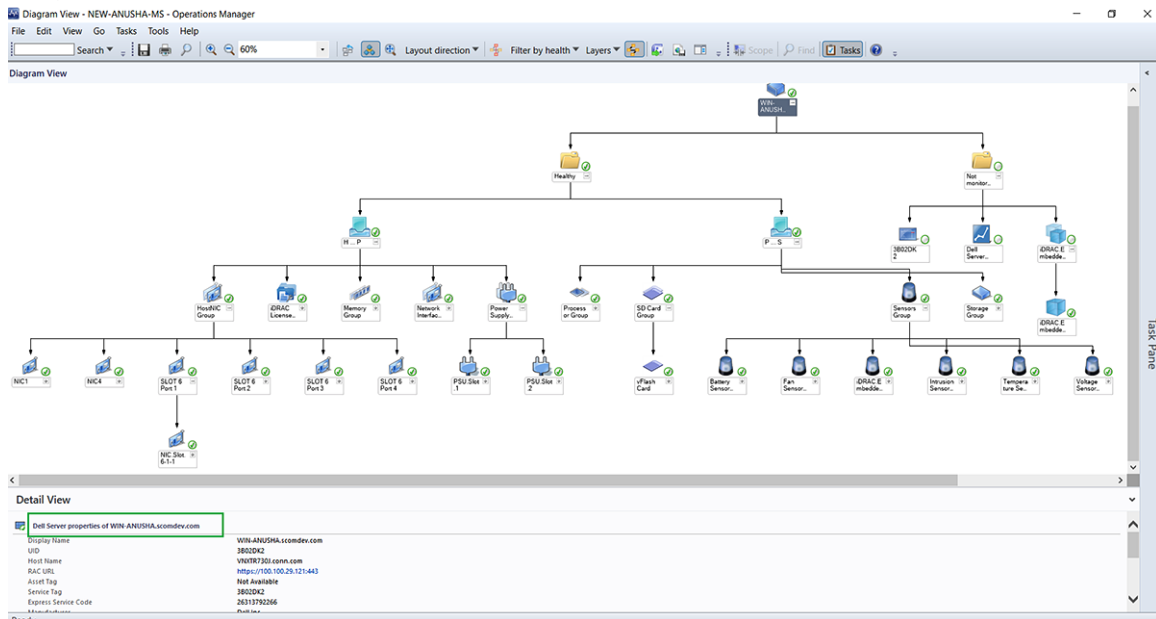 Diagram View - NEW-ANUSHA-MS - Operations Manager
File Edit View Go Tasks Tools Help
Search 60% Layout direction Filter by health Layers Scope Find Tasks
Diagram View
WIN-
ANUSH..
Healthy
Not
monitor..
H ...P
P ...S
3B02DK
2
Dell
Server..
iDRAC.E
mbedde..
HostNIC
Group
iDRAC
License..
Memory
Group
Network
Interfac..
Power
Supply..
Process
or Group
SD Card
Group
Sensors
Group
Storage
Group
iDRAC.E
mbedde..
NIC1
NIC4
SLOT 6
Port 1
SLOT 6
Port 2
SLOT 6
Port 3
SLOT 6
Port 4
PSU.Slot
.1
PSU.Slot
.2
vFlash
Card
Battery
Sensor..
Fan
Sensor..
iDRAC.E
mbedde..
Intrusion
Sensor..
Tempera
ture Se..
Voltage
Sensor..
NIC.Slot.
6-1-1
Task Pane
Detail View
Dell Server properties of WIN-ANUSHA.scomdev.com
Display Name WIN-ANUSHA.scomdev.com
UID 3B02DK2
Host Name VNXTR730J.conn.com
RAC URL https://100.100.29.121:443
Asset Tag Not Available
Service Tag 3B02DK2
Express Service Code 26313792266